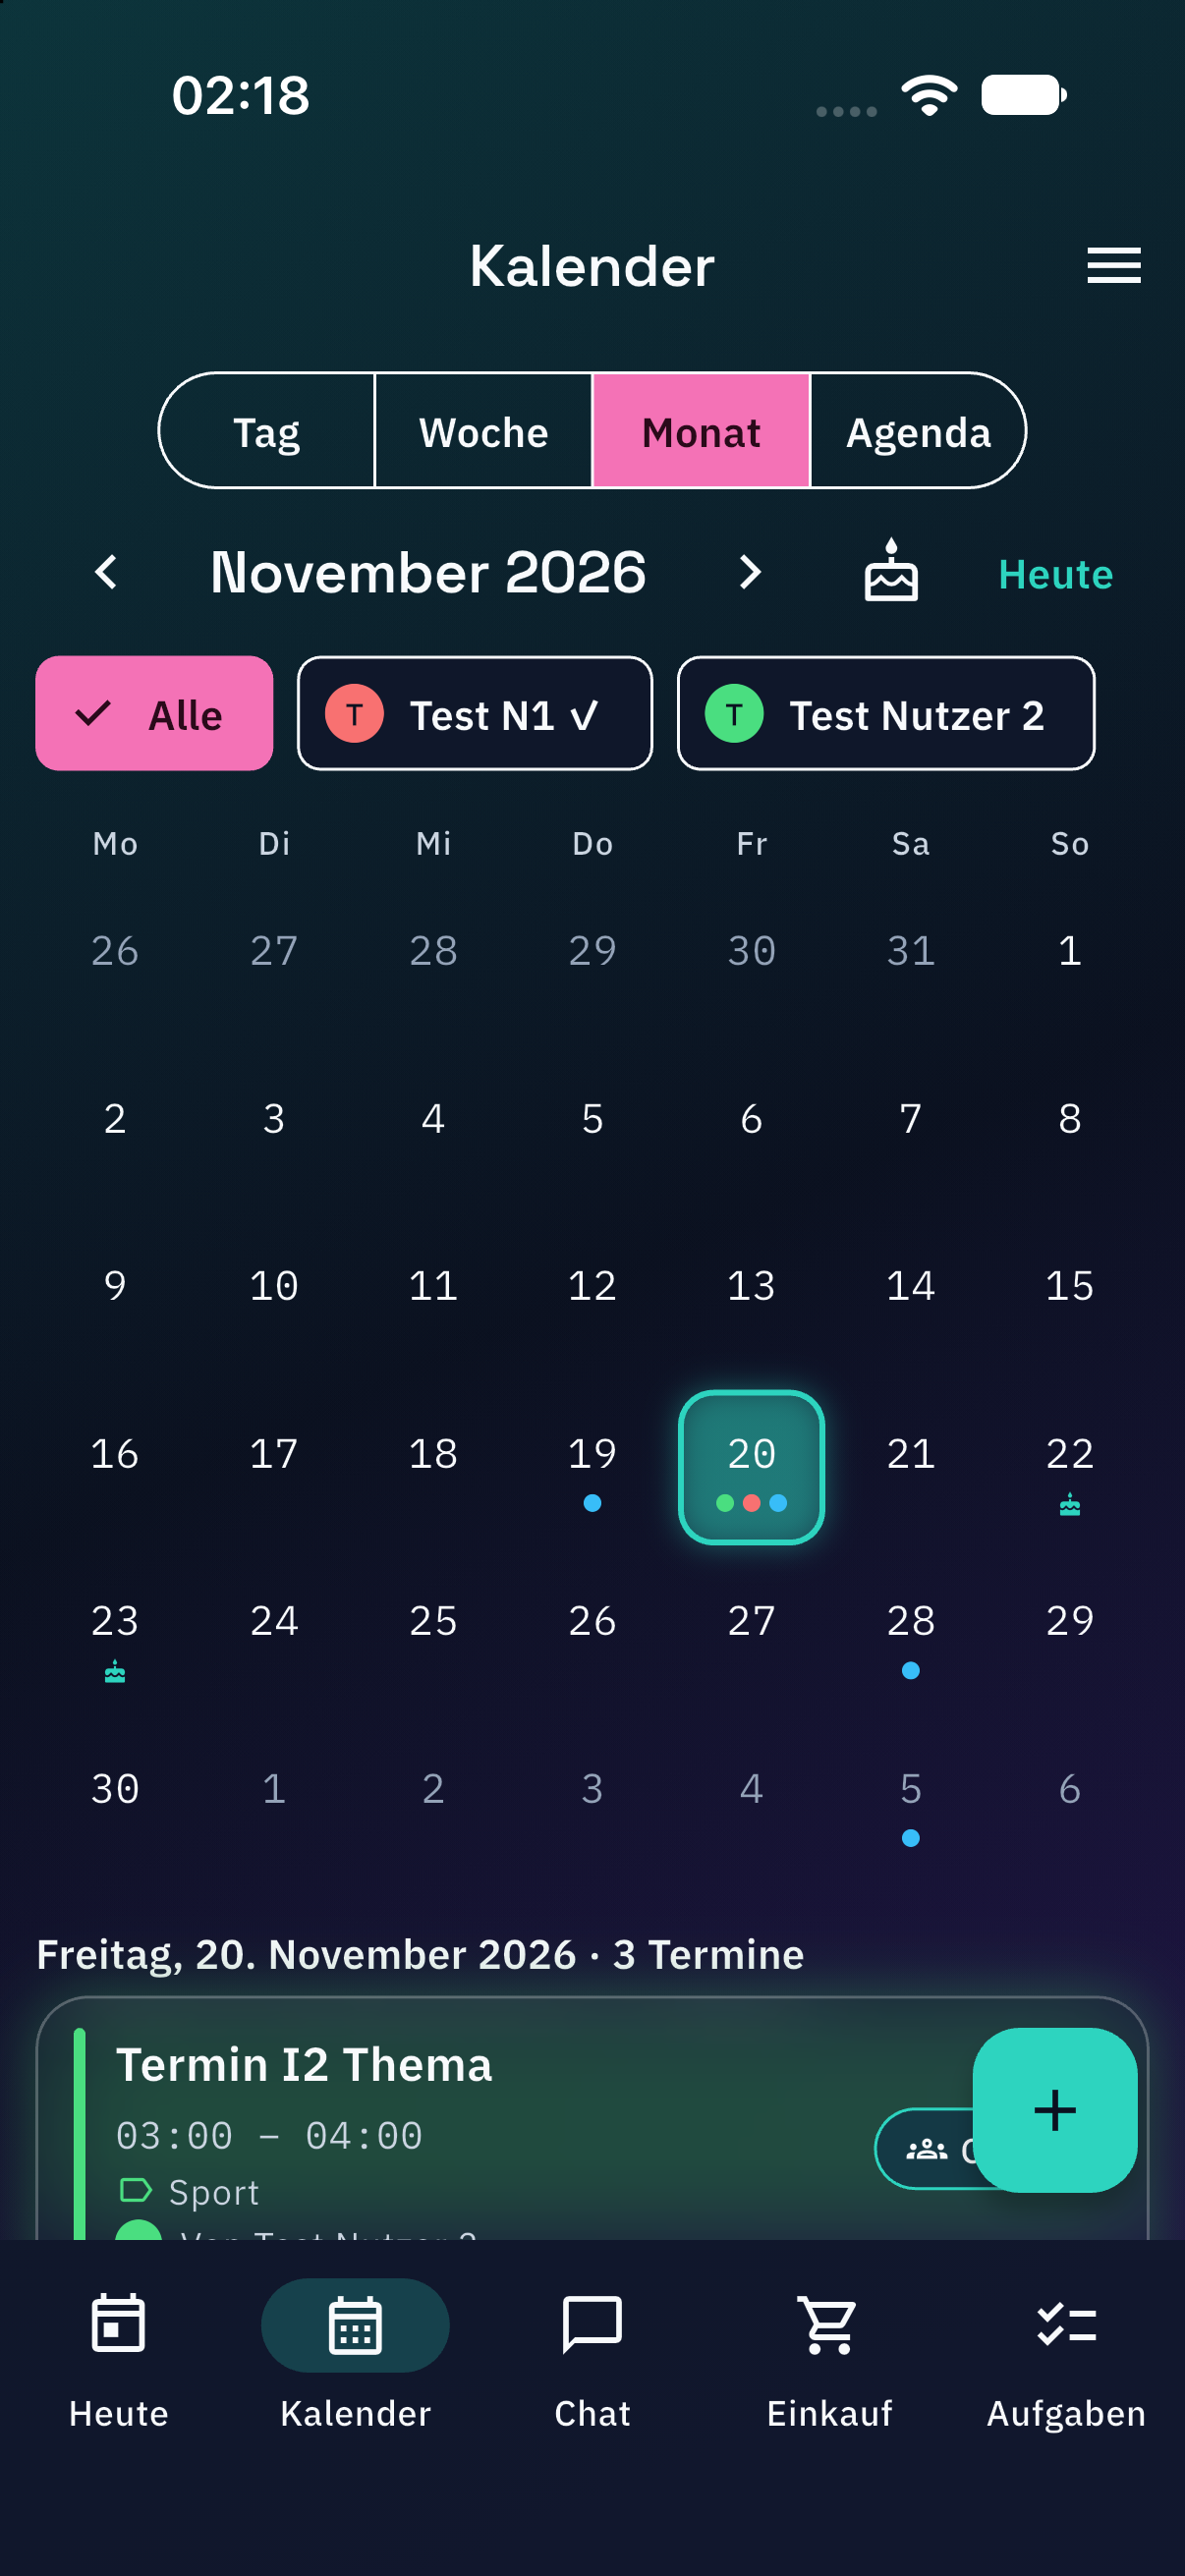 02:18
Kalender
Tag Woche Monat Agenda
November 2026 Heute
Alle T Test N1 ✓ T Test Nutzer 2
Mo Di Mi Do Fr Sa So
26 27 28 29 30 31 1
2 3 4 5 6 7 8
9 10 11 12 13 14 15
16 17 18 19 20 21 22
23 24 25 26 27 28 29
30 1 2 3 4 5 6
Freitag, 20. November 2026 · 3 Termine
Termin I2 Thema
03:00 – 04:00
Sport
Von Test Nutzer 2
+
Heute Kalender Chat Einkauf Aufgaben